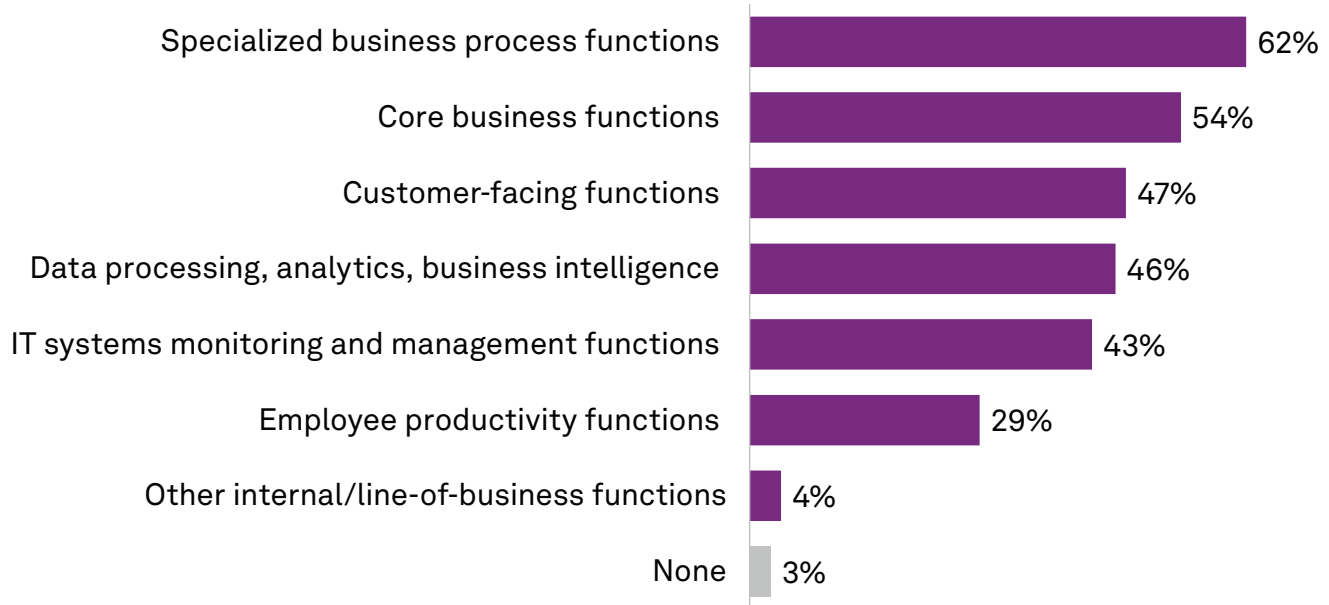 Specialized business process functions 62%
Core business functions 54%
Customer-facing functions 47%
Data processing, analytics, business intelligence 46%
IT systems monitoring and management functions 43%
Employee productivity functions 29%
Other internal/line-of-business functions 4%
None 3%